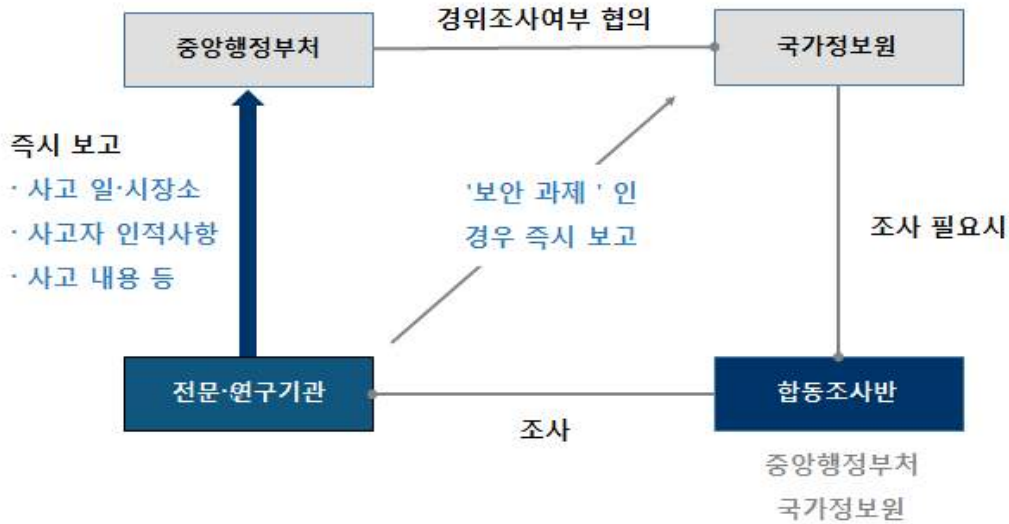 경위조사여부 협의
중앙행정부처
국가정보원
즉시 보고
· 사고 일·시장소
· 사고자 인적사항
· 사고 내용 등
'보안 과제 ' 인
경우 즉시 보고
조사 필요시
전문·연구기관
합동조사반
조사
중앙행정부처
국가정보원